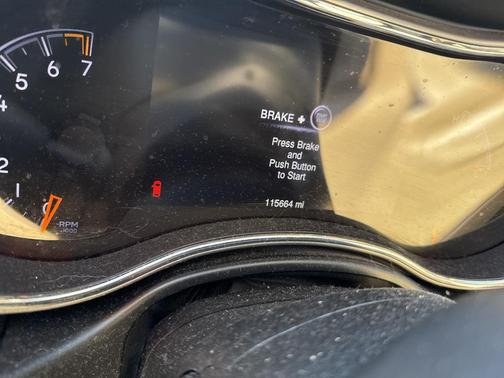 5
6
7
4
2
1
0
RPM
BRAKE +
Press Brake
and
Push Button
to Start
115664 mi